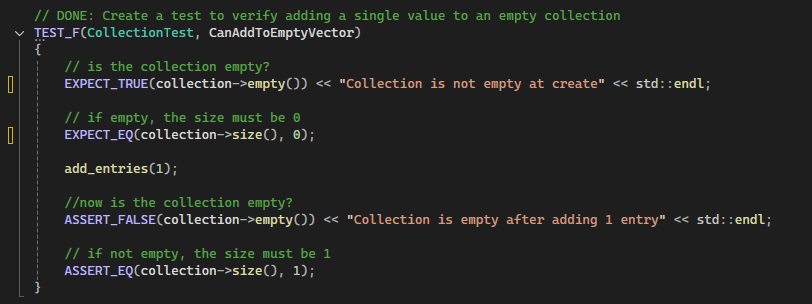 // DONE: Create a test to verify adding a single value to an empty collection
TEST_F(CollectionTest, CanAddToEmptyVector)
{
// is the collection empty?
EXPECT_TRUE(collection->empty()) << "Collection is not empty at create" << std::endl;
// if empty, the size must be 0
EXPECT_EQ(collection->size(), 0);
add_entries(1);
//now is the collection empty?
ASSERT_FALSE(collection->empty()) << "Collection is empty after adding 1 entry" << std::endl;
// if not empty, the size must be 1
ASSERT_EQ(collection->size(), 1);
}